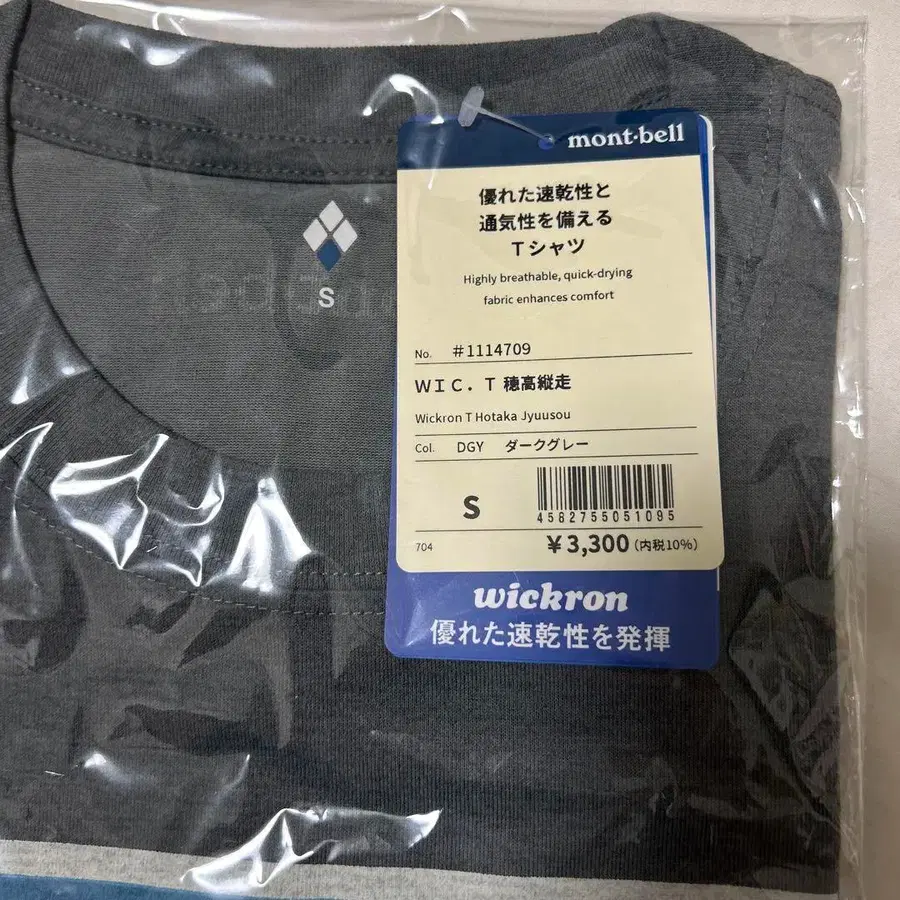 mont-bell
優れた速乾性と
通気性を備える
Tシャツ
Highly breathable, quick-drying
fabric enhances comfort
No. #1114709
WIC. T 穂高縦走
Wickron T Hotaka Jyuusou
Col. DGY ダークグレー
S
4582755051095
704 ¥3,300 (内税10%)
wickron
優れた速乾性を発揮
S